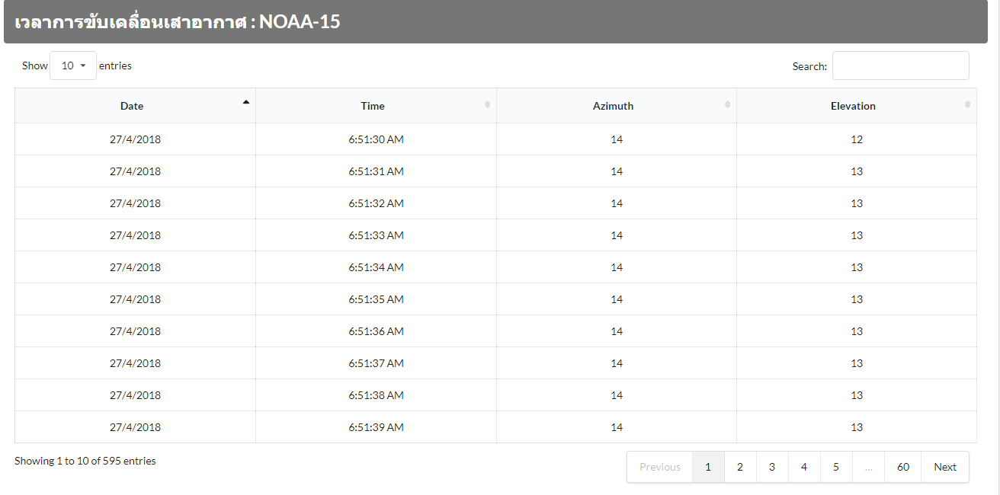 เวลาการขับเคลื่อนเสาอากาศ : NOAA-15
Show 10 entries Search:
Date Time Azimuth Elevation
27/4/2018 6:51:30 AM 14 12
27/4/2018 6:51:31 AM 14 13
27/4/2018 6:51:32 AM 14 13
27/4/2018 6:51:33 AM 14 13
27/4/2018 6:51:34 AM 14 13
27/4/2018 6:51:35 AM 14 13
27/4/2018 6:51:36 AM 14 13
27/4/2018 6:51:37 AM 14 13
27/4/2018 6:51:38 AM 14 13
27/4/2018 6:51:39 AM 14 13
Showing 1 to 10 of 595 entries Previous 1 2 3 4 5 ... 60 Next